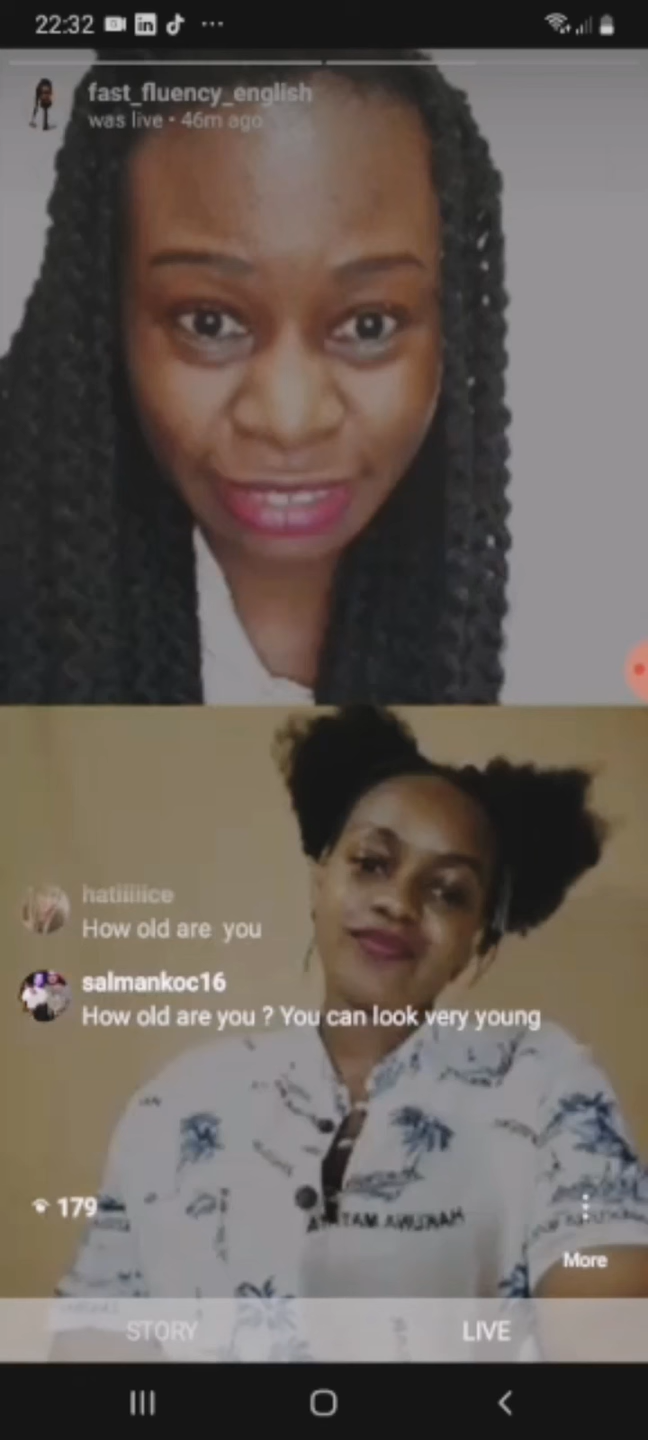 22:32
fast_fluency_english
was live • 46m ago
hatiiiiice
How old are you
salmankoc16
How old are you ? You can look very young
179
More
STORY
LIVE